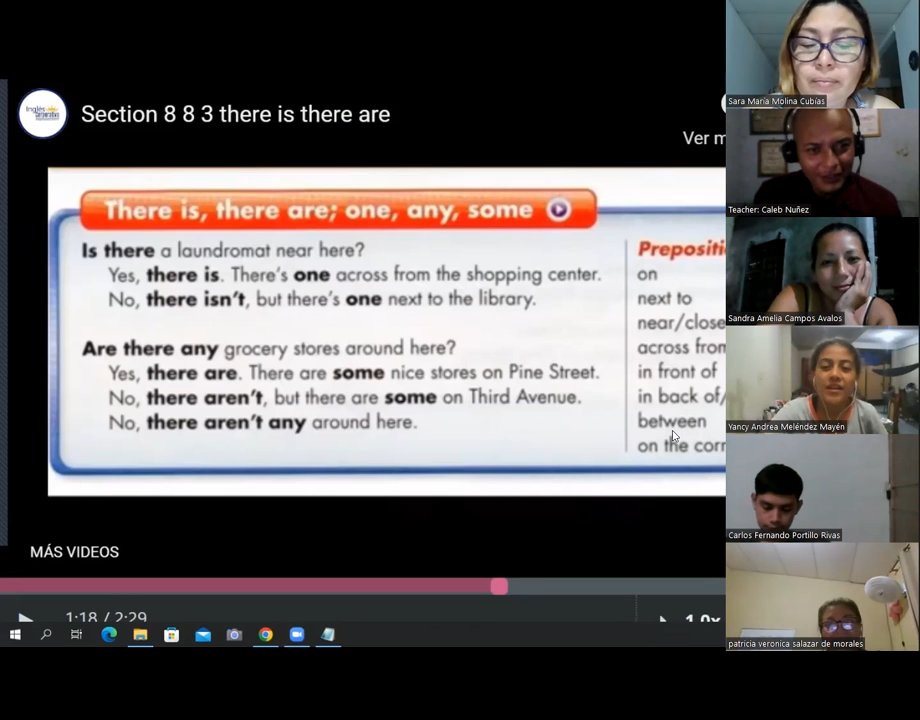 Inglés
Corporativo
Section 8 8 3 there is there are
Ver m
There is, there are; one, any, some
Is there a laundromat near here?
Yes, there is. There's one across from the shopping center.
No, there isn't, but there's one next to the library.
Are there any grocery stores around here?
Yes, there are. There are some nice stores on Pine Street.
No, there aren't, but there are some on Third Avenue.
No, there aren't any around here.
Prepositi
on
next to
near/close
across from
in front of
in back of/
between
on the corr
MÁS VIDEOS
1:18 / 2:29
1.0x
Sara María Molina Cubías
Teacher: Caleb Nuñez
Sandra Amelia Campos Avalos
Yancy Andrea Meléndez Mayén
Carlos Fernando Portillo Rivas
patricia veronica salazar de morales